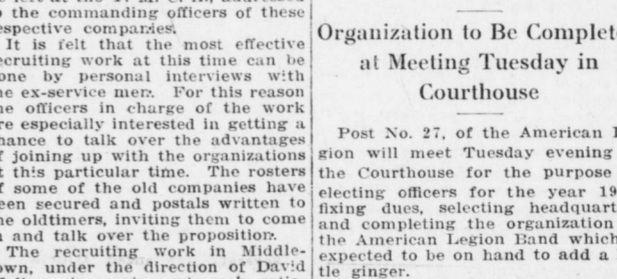 the commanding officers of these
spective companies.
It is felt that the most effective
ecruiting work at this time can be
one by personal interviews with
e ex-service men. For this reason
e officers in charge of the work
re especially interested in getting a
hance to talk over the advantages
f joining up with the organizations
t this particular time. The rosters
f some of the old companies have
een secured and postals written to
e oldtimers, inviting them to come
and talk over the proposition.
The recruiting work in Middle-
own, under the direction of David
Organization to Be Complet
at Meeting Tuesday in
Courthouse
Post No. 27, of the American
gion will meet Tuesday evening
the Courthouse for the purpose
electing officers for the year 19
fixing dues, selecting headquart
and completing the organization
the American Legion Band which
expected to be on hand to add a
tle ginger.